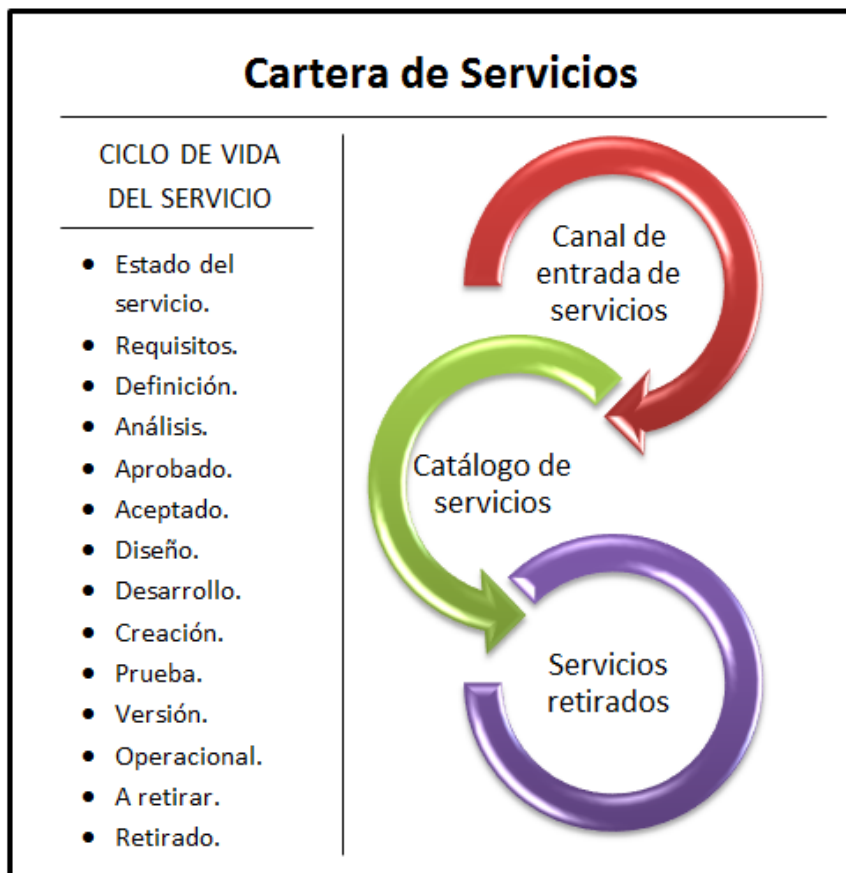 Cartera de Servicios
CICLO DE VIDA
DEL SERVICIO
• Estado del
servicio.
• Requisitos.
• Definición.
• Análisis.
• Aprobado.
• Aceptado.
• Diseño.
• Desarrollo.
• Creación.
• Prueba.
• Versión.
• Operacional.
• A retirar.
• Retirado.
Canal de
entrada de
servicios
Catálogo de
servicios
Servicios
retirados